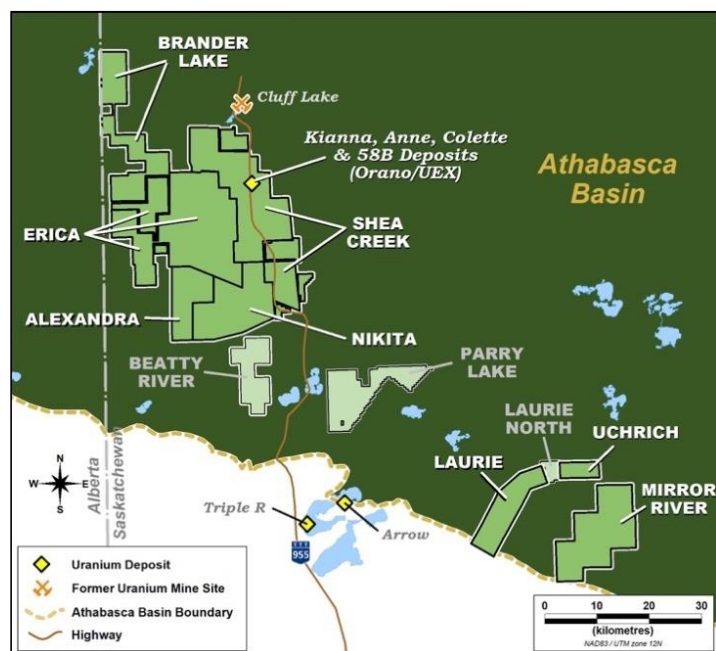 BRANDER
LAKE
Cluff Lake
Kianna, Anne, Colette
& 58B Deposits
(Orano/UEX)
Athabasca
Basin
ERICA
SHEA
CREEK
ALEXANDRA
NIKITA
BEATTY
RIVER
PARRY
LAKE
LAURIE
NORTH
UCHRICH
LAURIE
MIRROR
RIVER
Alberta
Saskatchewan
N
W E
S
Triple R
Arrow
955
Uranium Deposit
Former Uranium Mine Site
Athabasca Basin Boundary
Highway
0 10 20 30
(kilometres)
NAD83 / UTM zone 12N